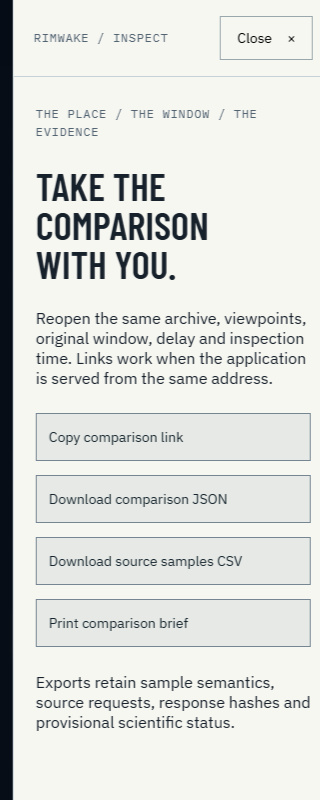 RIMWAKE / INSPECT
Close ×
THE PLACE / THE WINDOW / THE
EVIDENCE
TAKE THE
COMPARISON
WITH YOU.
Reopen the same archive, viewpoints,
original window, delay and inspection
time. Links work when the application
is served from the same address.
Copy comparison link
Download comparison JSON
Download source samples CSV
Print comparison brief
Exports retain sample semantics,
source requests, response hashes and
provisional scientific status.